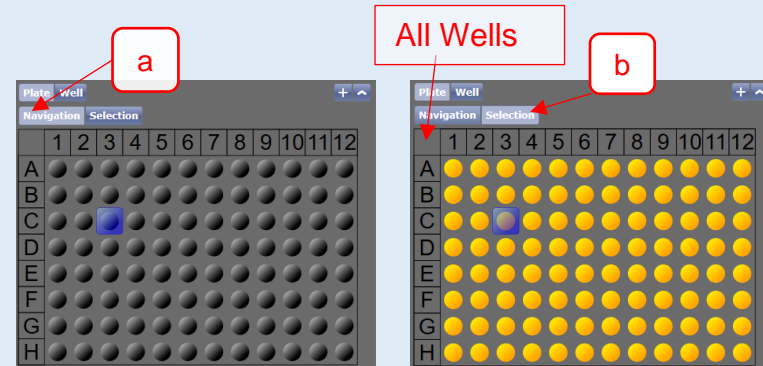 a
All Wells
b
Plate Well
+
Navigation Selection
1 2 3 4 5 6 7 8 9 10 11 12
A
B
C
D
E
F
G
H
Plate Well
+
Navigation Selection
1 2 3 4 5 6 7 8 9 10 11 12
A
B
C
D
E
F
G
H